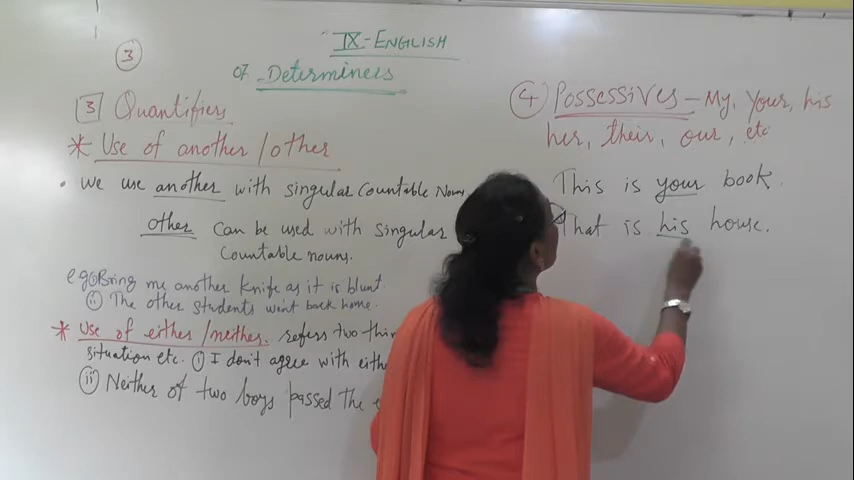 IX-ENGLISH
③
Of Determiners
3 Quantifiers
* Use of another/other
• We use another with singular Countable Noun
other can be used with singular
Countable nouns.
eg ① Bring me another knife as it is blunt.
ⅱ The other students went back home.
* Use of either/neither. refers two
situation etc. ⓘ I don't agree with
ⅱ Neither of two boys passed the
④ Possessives - My, Your, his
her, their, our, etc
This is your book.
That is his house.